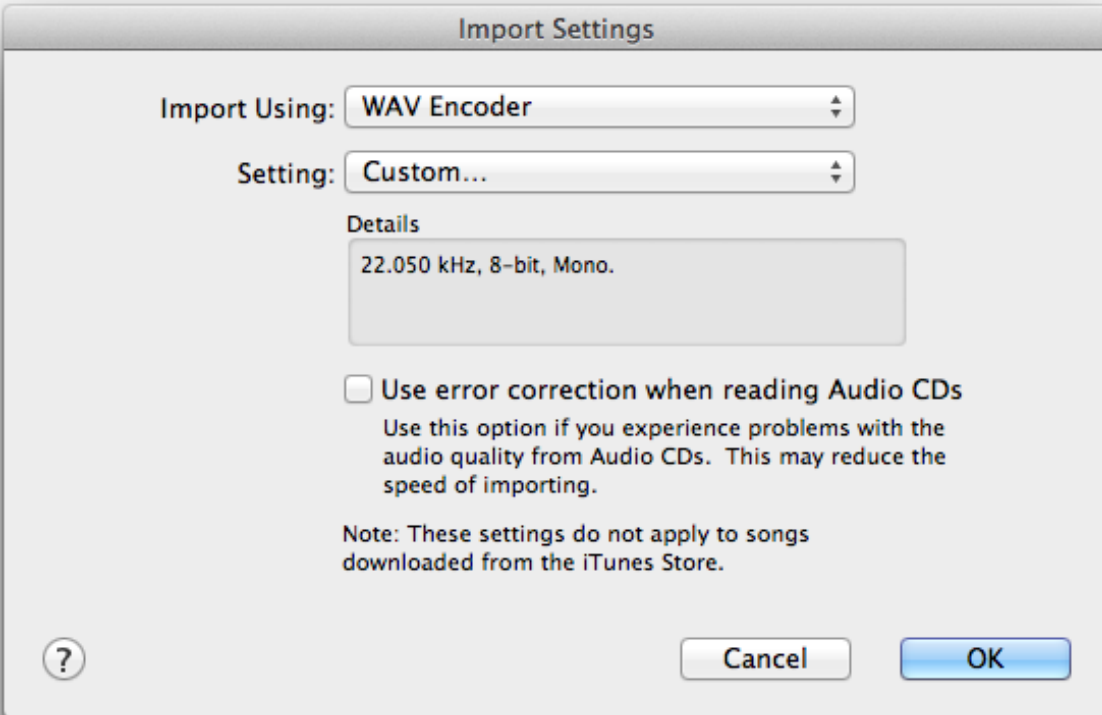 Import Settings
Import Using: WAV Encoder
Setting: Custom...
Details
22.050 kHz, 8-bit, Mono.
Use error correction when reading Audio CDs
Use this option if you experience problems with the
audio quality from Audio CDs.  This may reduce the
speed of importing.
Note: These settings do not apply to songs
downloaded from the iTunes Store.
? Cancel OK